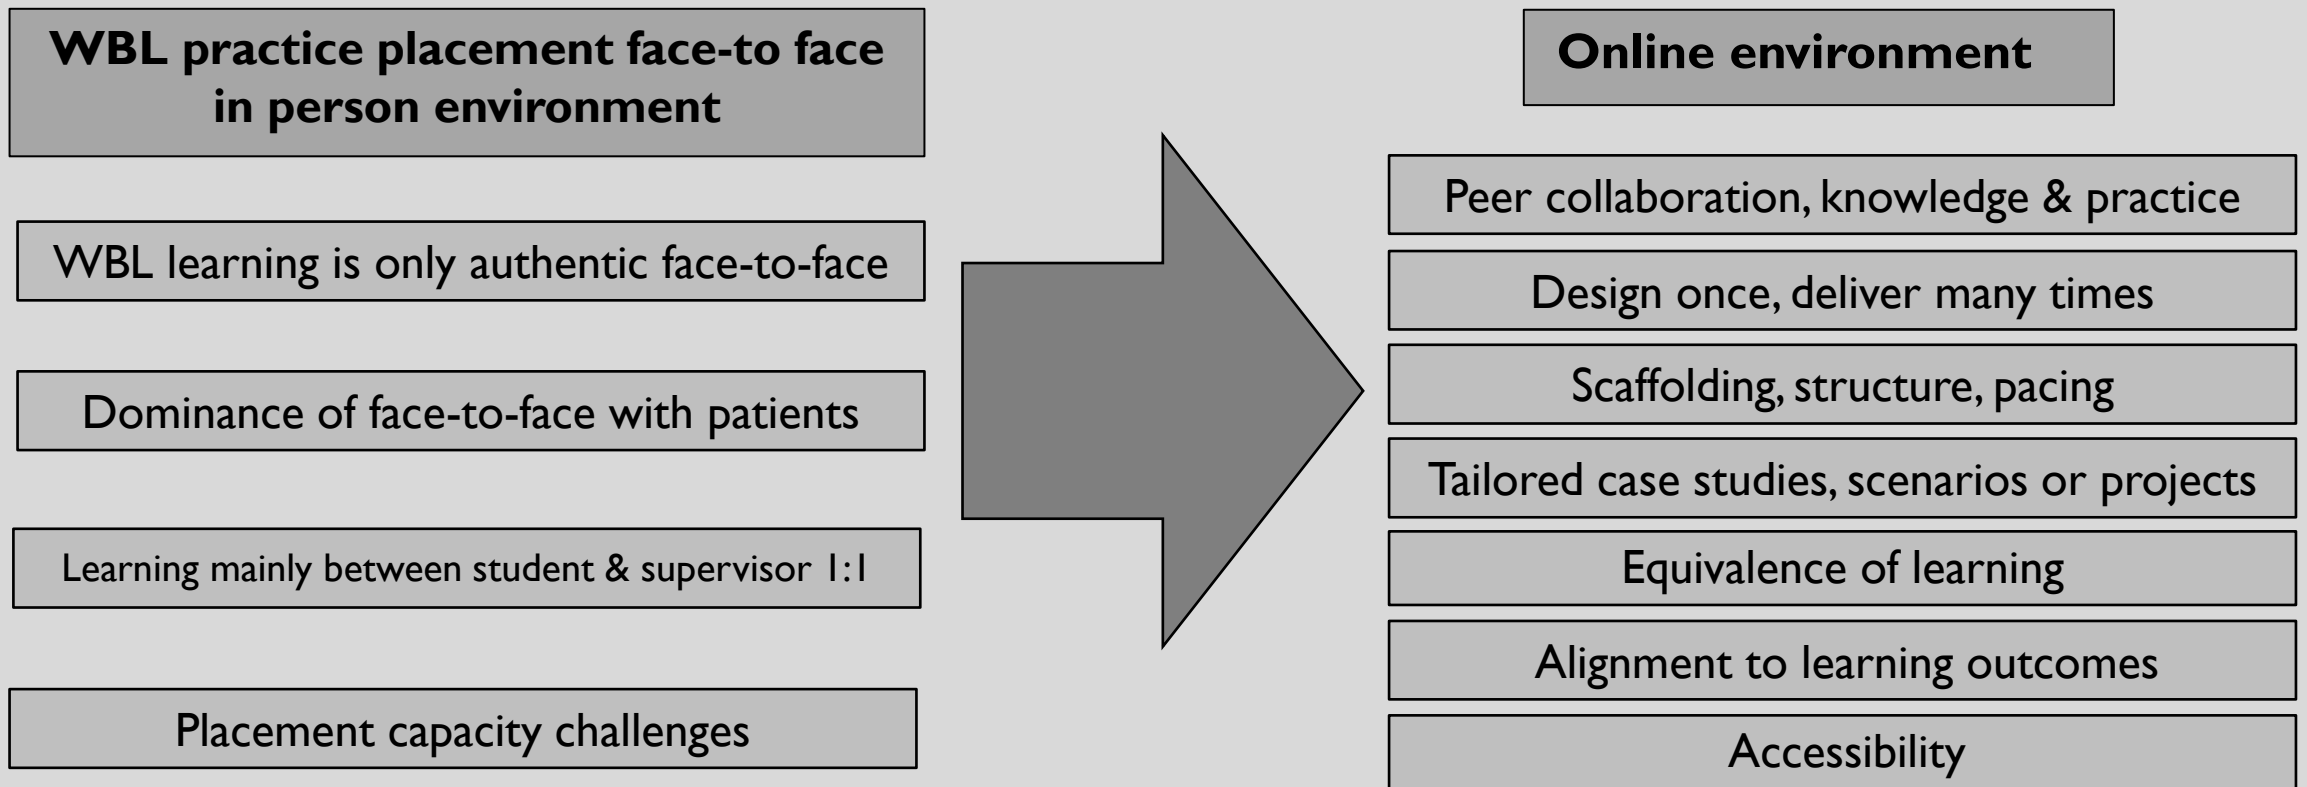 WBL practice placement face-to face
in person environment
WBL learning is only authentic face-to-face
Dominance of face-to-face with patients
Learning mainly between student & supervisor 1:1
Placement capacity challenges
Online environment
Peer collaboration, knowledge & practice
Design once, deliver many times
Scaffolding, structure, pacing
Tailored case studies, scenarios or projects
Equivalence of learning
Alignment to learning outcomes
Accessibility